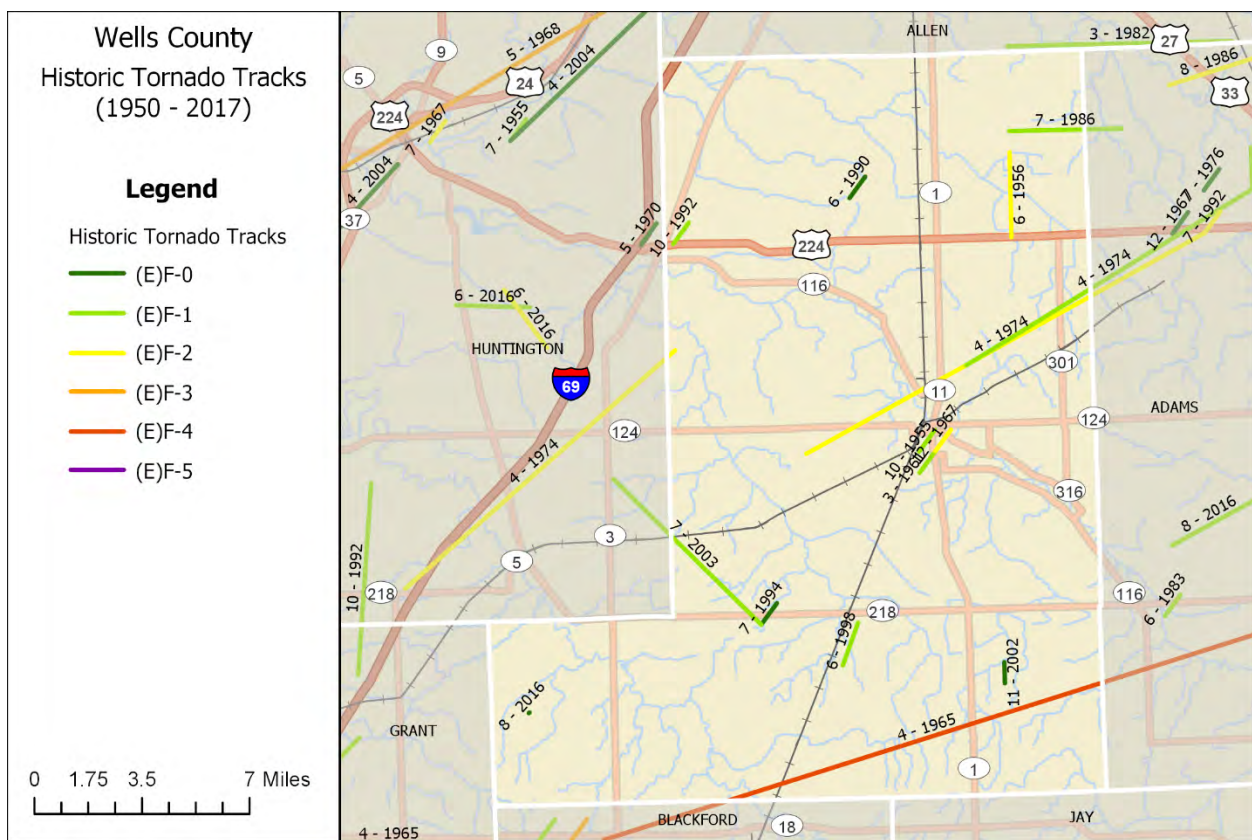 Wells County
Historic Tornado Tracks
(1950 - 2017)
Legend
Historic Tornado Tracks
(E)F-0
(E)F-1
(E)F-2
(E)F-3
(E)F-4
(E)F-5
0 1.75 3.5 7 Miles
ALLEN
9
5 - 1968
3 - 1982
27
5
24
4 - 2004
8 - 1986
33
224
7 - 1967
7 - 1955
7 - 1986
4 - 2004
6 - 1990
1
6 - 1956
7 - 1976
37
5 - 1970
10 - 1992
224
12 - 1967
7 - 1992
116
4 - 1974
6 - 2016
6 - 2016
HUNTINGTON
4 - 1974
69
301
11
ADAMS
124
124
10 - 1955
12 - 1967
4 - 1974
316
10 - 1992
3
7 - 2003
8 - 2016
5
218
7 - 1994
218
116
6 - 1983
6 - 1998
11 - 2002
8 - 2016
GRANT
4 - 1965
1
BLACKFORD
JAY
18
4 - 1965